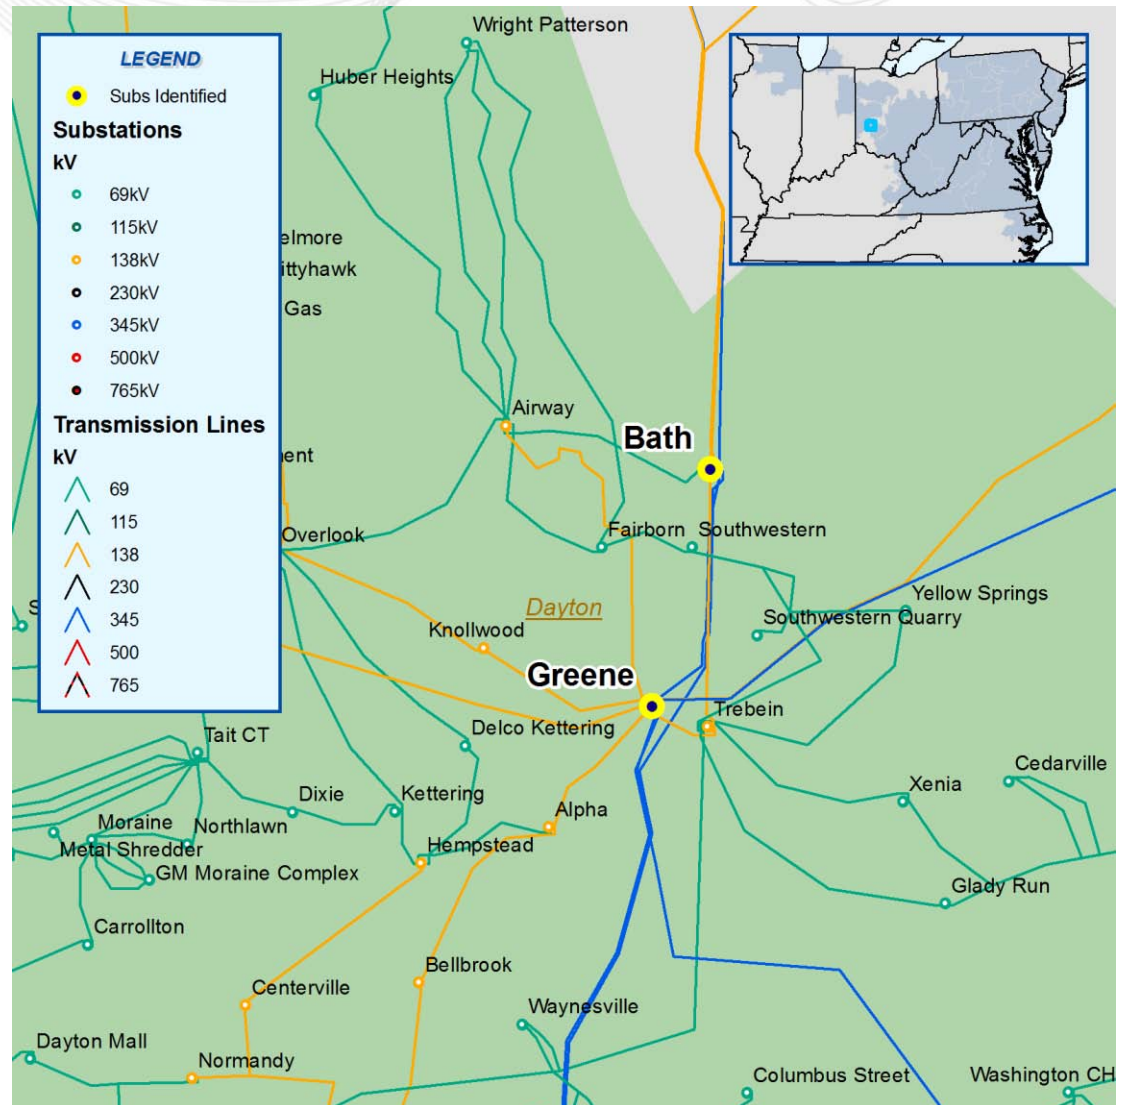 Wright Patterson
Huber Heights
LEGEND
Subs Identified
Substations
kV
69kV
115kV
138kV
230kV
345kV
500kV
765kV
Transmission Lines
kV
69
115
138
230
345
500
765
elmore
ittyhawk
Gas
Airway
Bath
ent
Overlook
Fairborn
Southwestern
Yellow Springs
S
Dayton
Southwestern Quarry
Knollwood
Greene
Trebein
Delco Kettering
Tait CT
Cedarville
Xenia
Dixie
Kettering
Alpha
Moraine
Northlawn
Hempstead
Metal Shredder
GM Moraine Complex
Glady Run
Carrollton
Bellbrook
Centerville
Waynesville
Dayton Mall
Normandy
Columbus Street
Washington CH